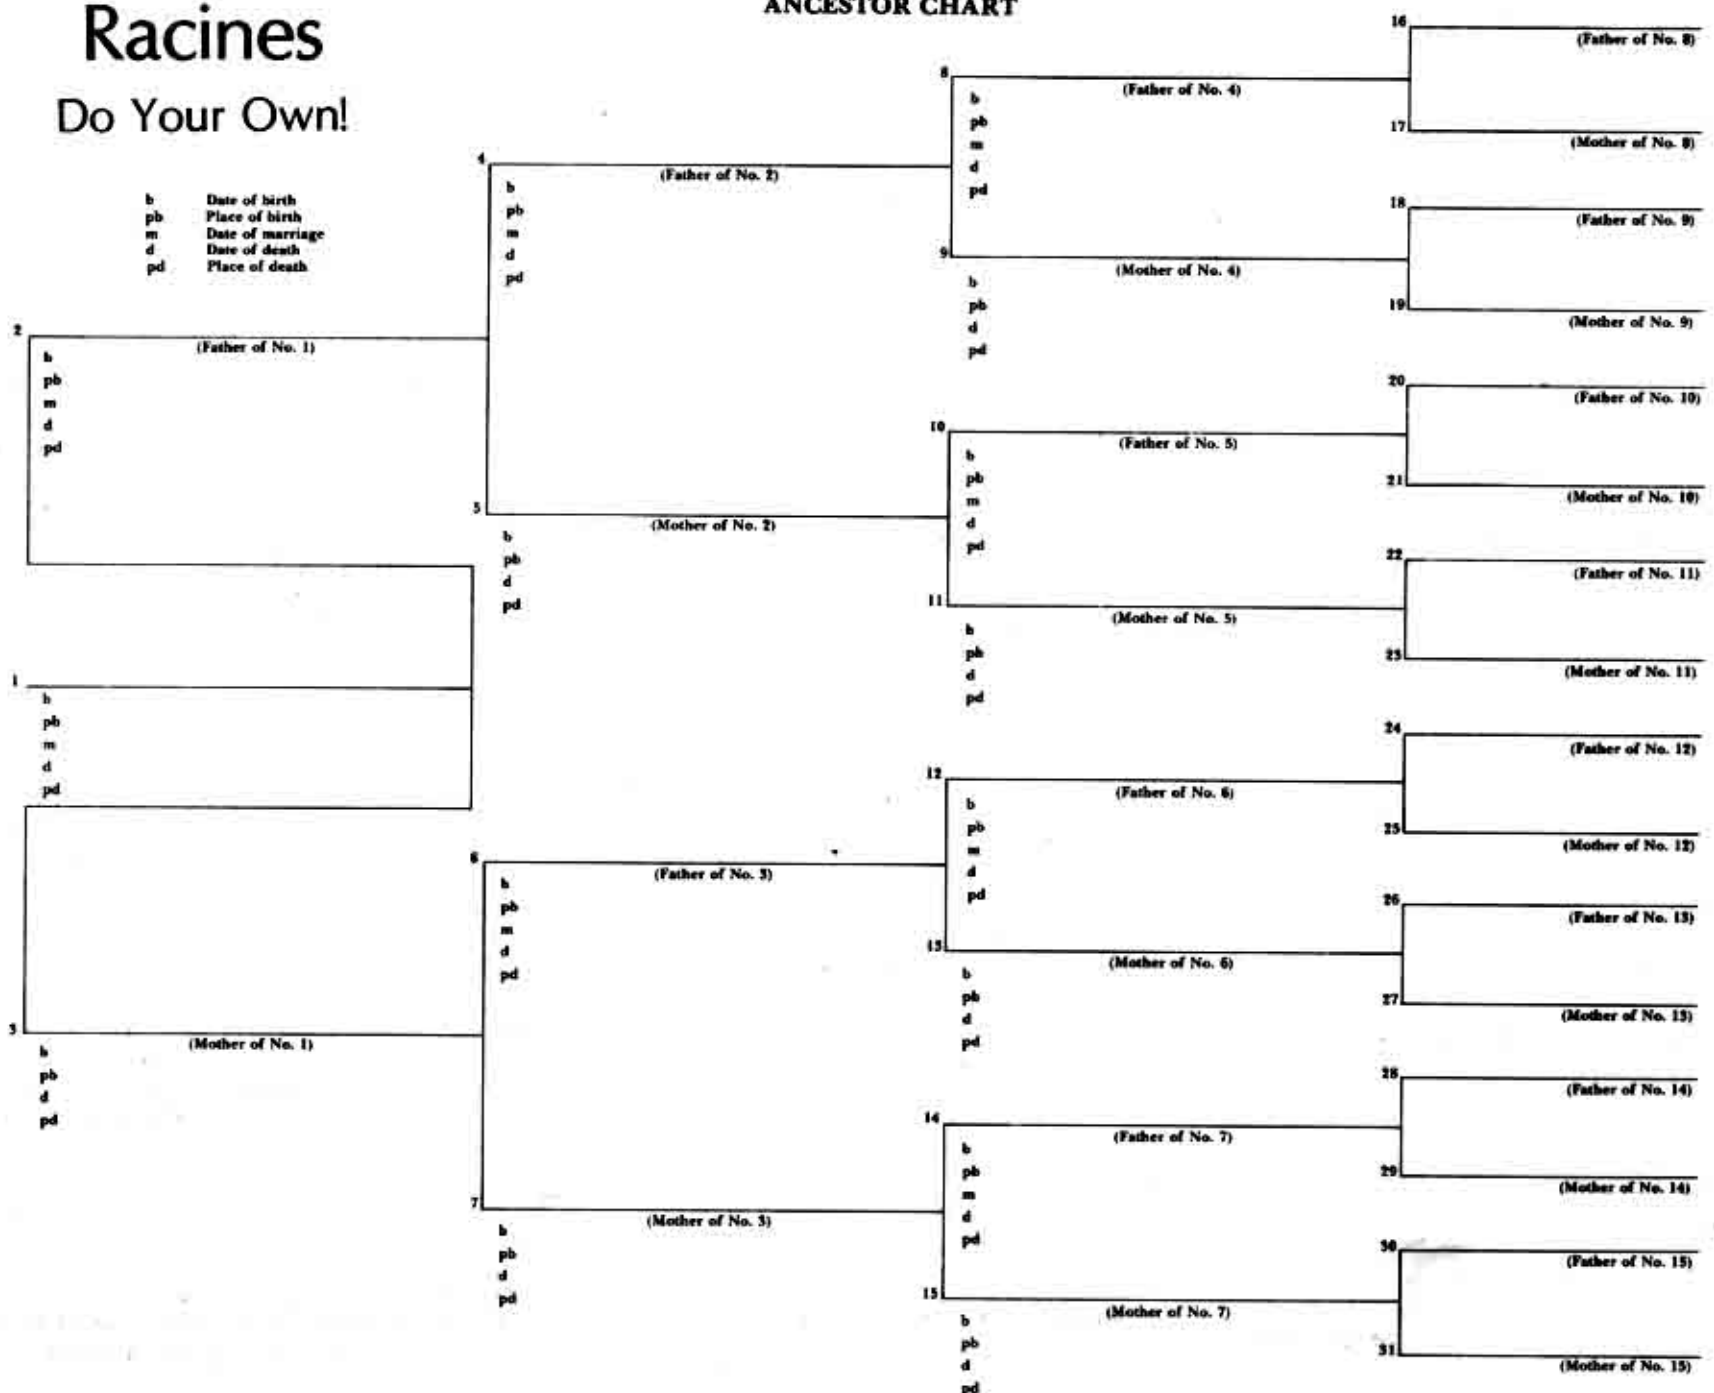 Racines
Do Your Own!
ANCESTOR CHART
b Date of birth
pb Place of birth
m Date of marriage
d Date of death
pd Place of death
2
(Father of No. 1)
b
pb
m
d
pd
1
b
pb
m
d
pd
3
(Mother of No. 1)
b
pb
d
pd
4
(Father of No. 2)
b
pb
m
d
pd
5
(Mother of No. 2)
b
pb
d
pd
6
(Father of No. 3)
b
pb
m
d
pd
7
(Mother of No. 3)
b
pb
d
pd
8
(Father of No. 4)
b
pb
m
d
pd
9
(Mother of No. 4)
b
pb
d
pd
10
(Father of No. 5)
b
pb
m
d
pd
11
(Mother of No. 5)
b
pb
d
pd
12
(Father of No. 6)
b
pb
m
d
pd
13
(Mother of No. 6)
b
pb
d
pd
14
(Father of No. 7)
b
pb
m
d
pd
15
(Mother of No. 7)
b
pb
d
pd
16
(Father of No. 8)
17
(Mother of No. 8)
18
(Father of No. 9)
19
(Mother of No. 9)
20
(Father of No. 10)
21
(Mother of No. 10)
22
(Father of No. 11)
23
(Mother of No. 11)
24
(Father of No. 12)
25
(Mother of No. 12)
26
(Father of No. 13)
27
(Mother of No. 13)
28
(Father of No. 14)
29
(Mother of No. 14)
30
(Father of No. 15)
31
(Mother of No. 15)